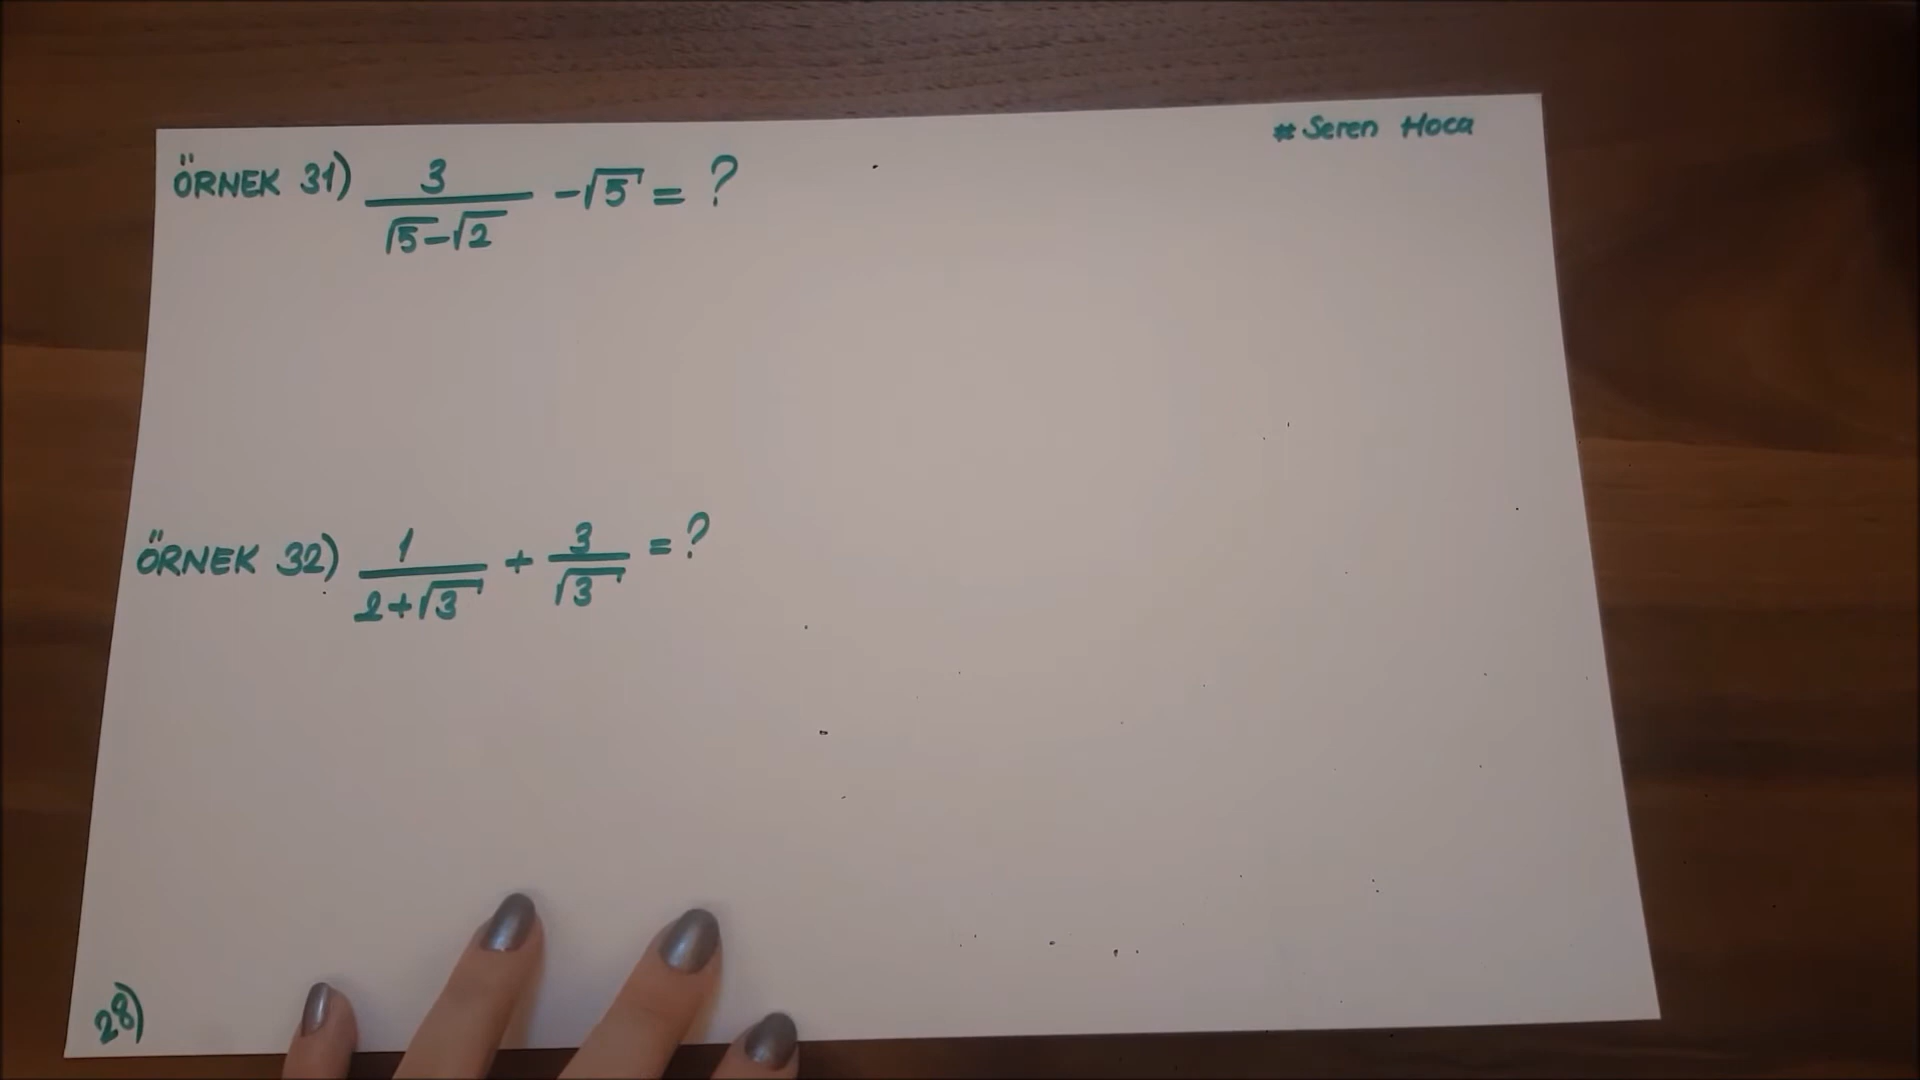 # Seren Hoca
ÖRNEK 31) 3/(√5-√2) - √5 = ?
ÖRNEK 32) 1/(2+√3) + 3/√3 = ?
28)